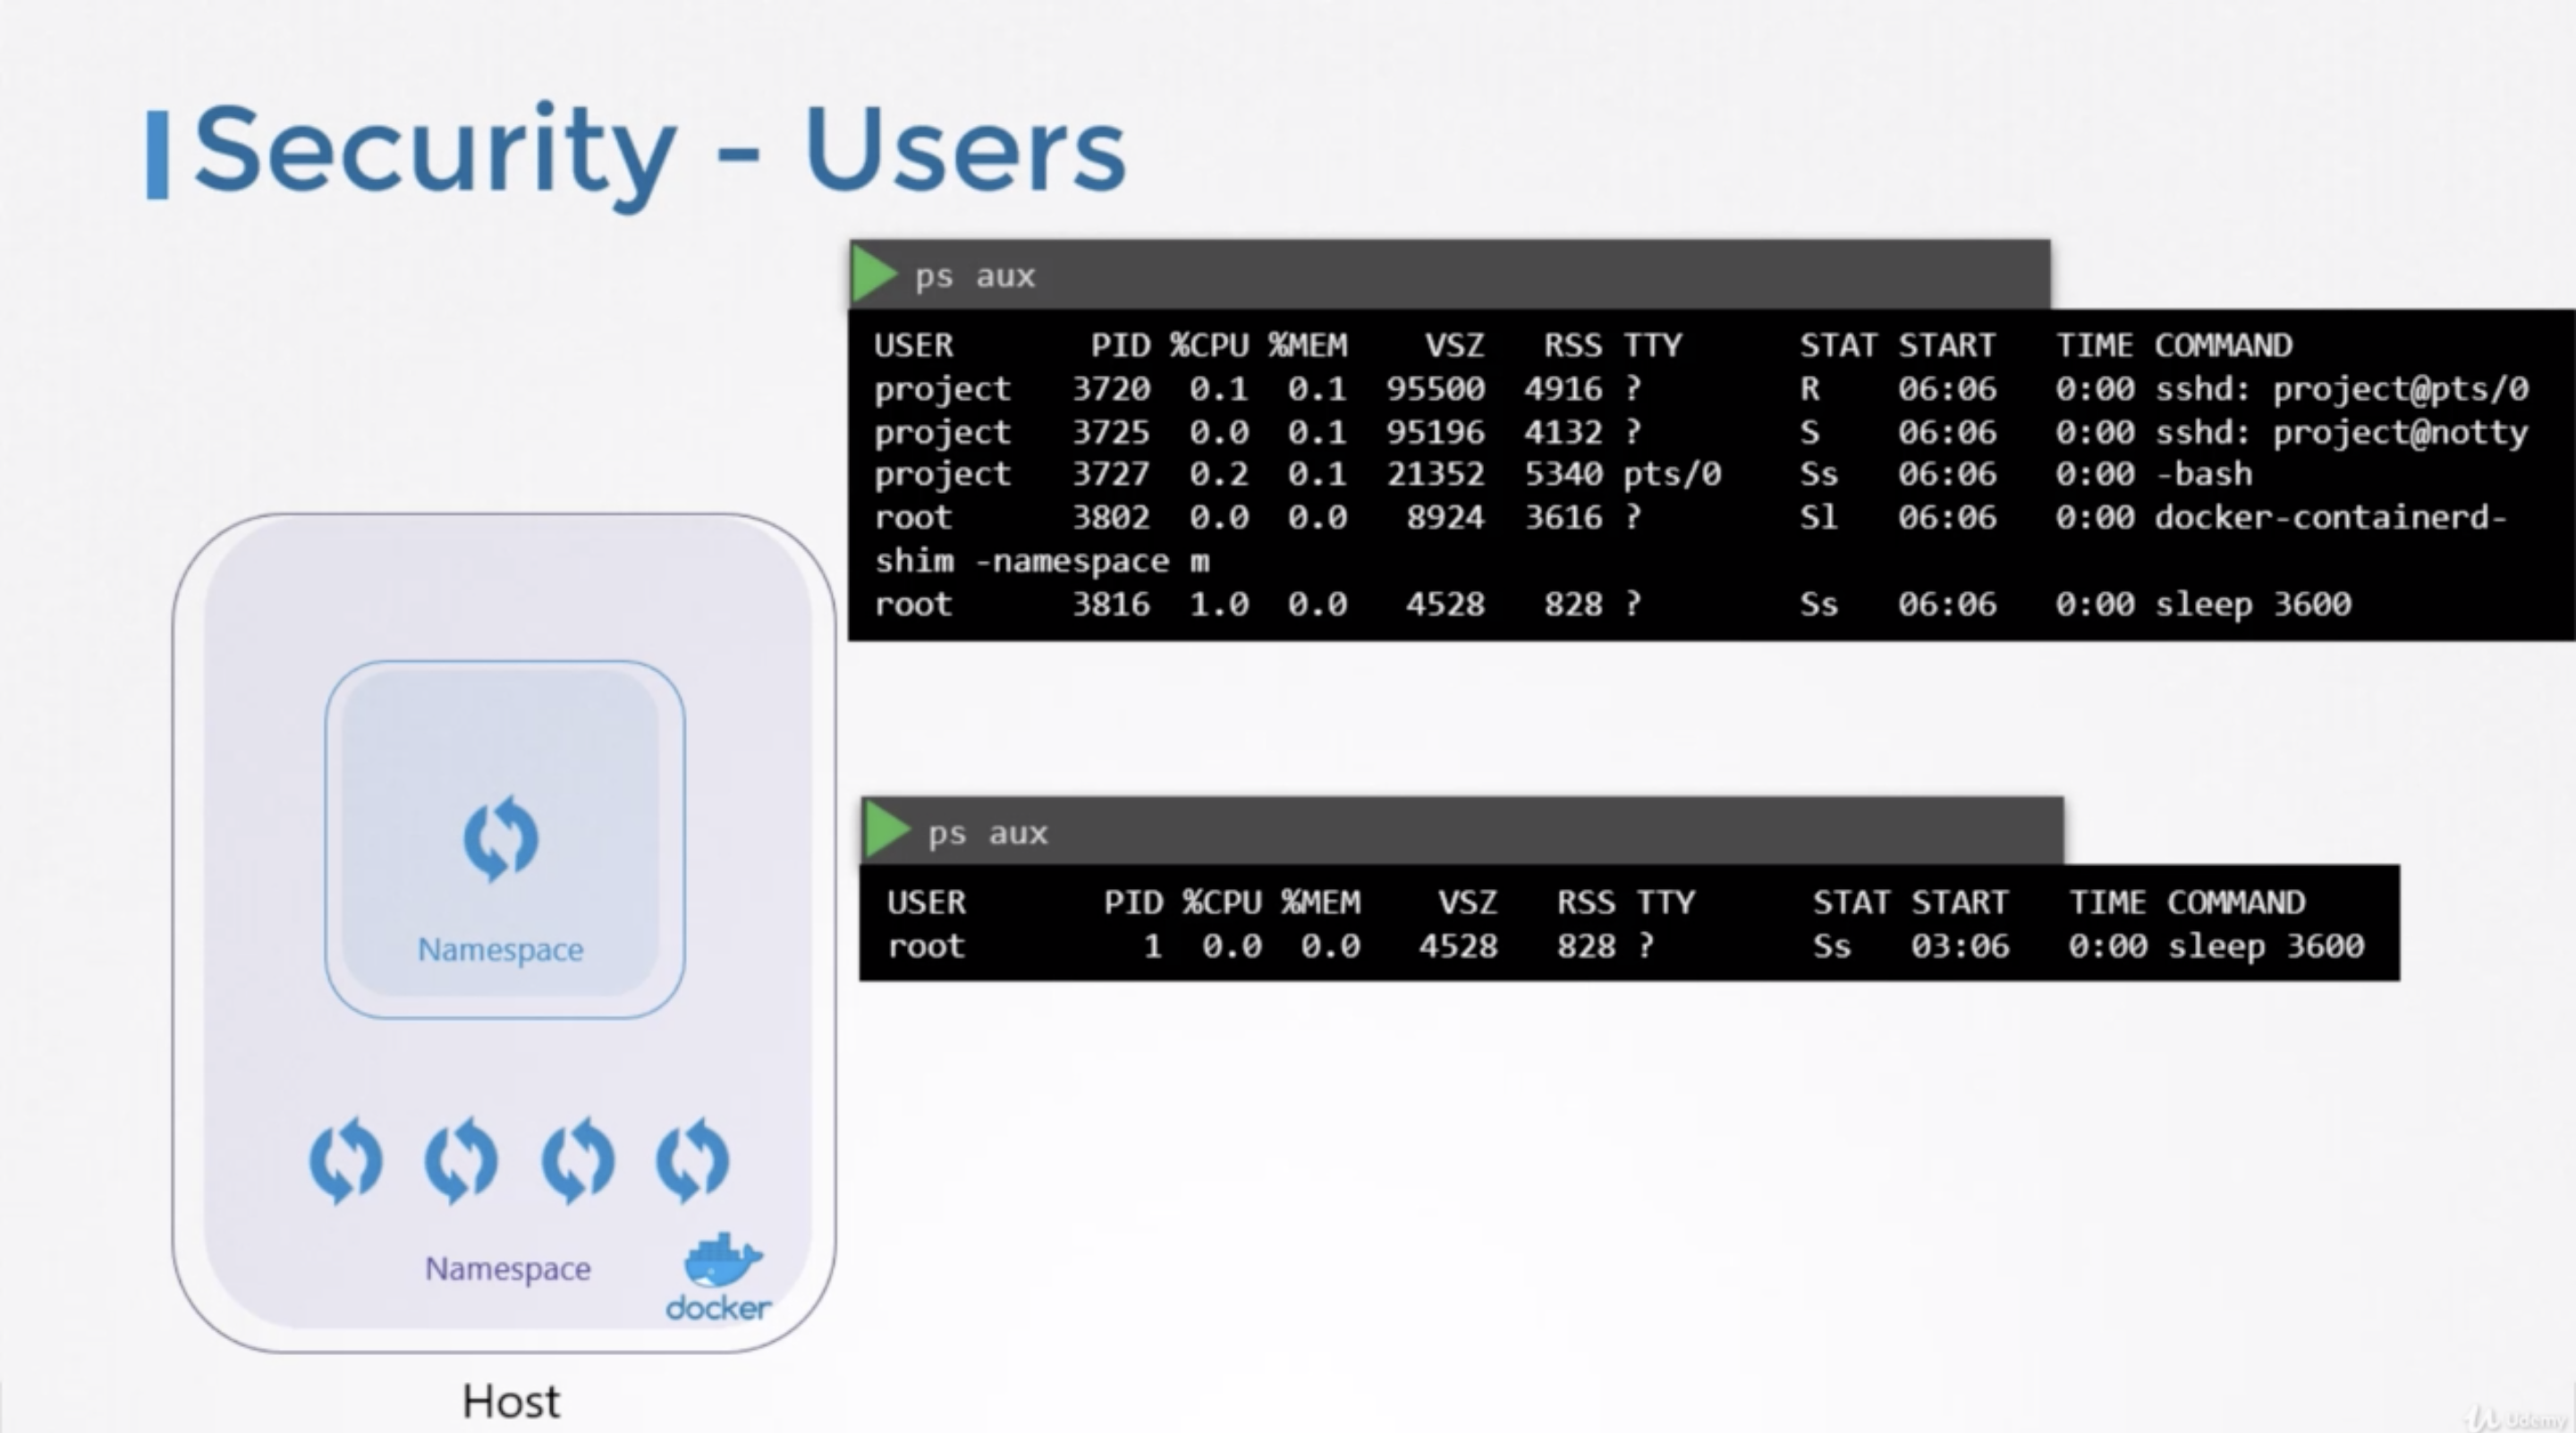 Security - Users
ps aux
USER PID %CPU %MEM VSZ RSS TTY STAT START TIME COMMAND
project 3720 0.1 0.1 95500 4916 ? R 06:06 0:00 sshd: project@pts/0
project 3725 0.0 0.1 95196 4132 ? S 06:06 0:00 sshd: project@notty
project 3727 0.2 0.1 21352 5340 pts/0 Ss 06:06 0:00 -bash
root 3802 0.0 0.0 8924 3616 ? Sl 06:06 0:00 docker-containerd-
shim -namespace m
root 3816 1.0 0.0 4528 828 ? Ss 06:06 0:00 sleep 3600
ps aux
USER PID %CPU %MEM VSZ RSS TTY STAT START TIME COMMAND
root 1 0.0 0.0 4528 828 ? Ss 03:06 0:00 sleep 3600
Namespace
Namespace
docker
Host
Udemy